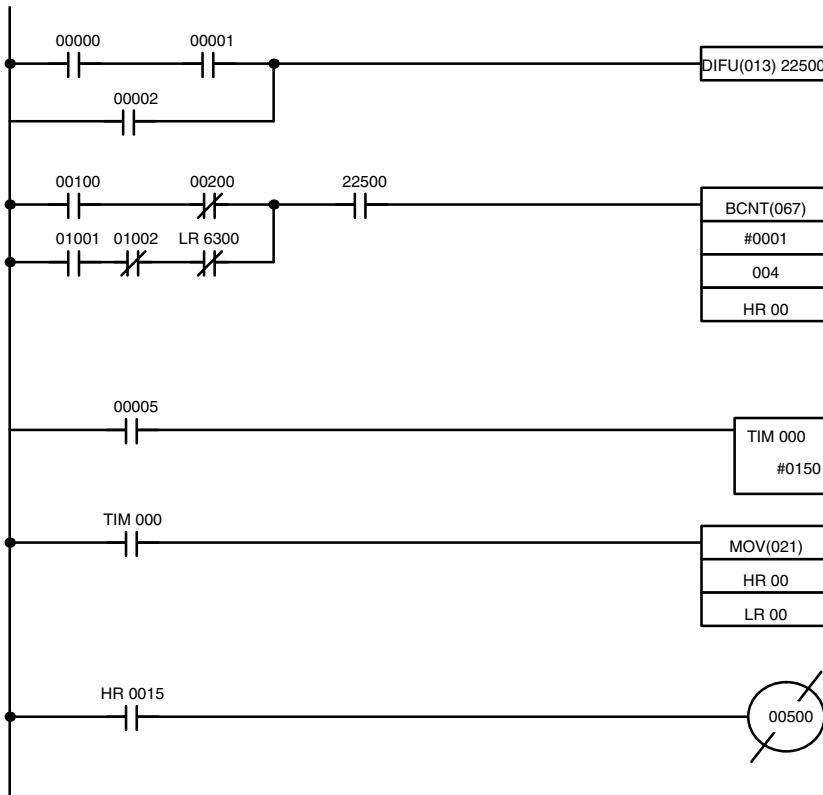 00000 00001
DIFU(013) 22500
00002
00100 00200 22500
BCNT(067)
01001 01002 LR 6300
#0001
004
HR 00
00005
TIM 000
#0150
TIM 000
MOV(021)
HR 00
LR 00
HR 0015
00500